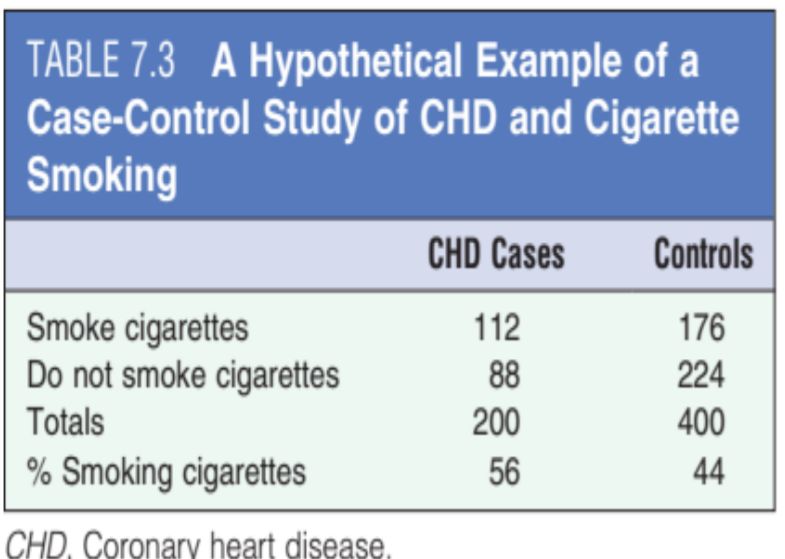 TABLE 7.3 A Hypothetical Example of a
Case-Control Study of CHD and Cigarette
Smoking
CHD Cases Controls
Smoke cigarettes 112 176
Do not smoke cigarettes 88 224
Totals 200 400
% Smoking cigarettes 56 44
CHD, Coronary heart disease.